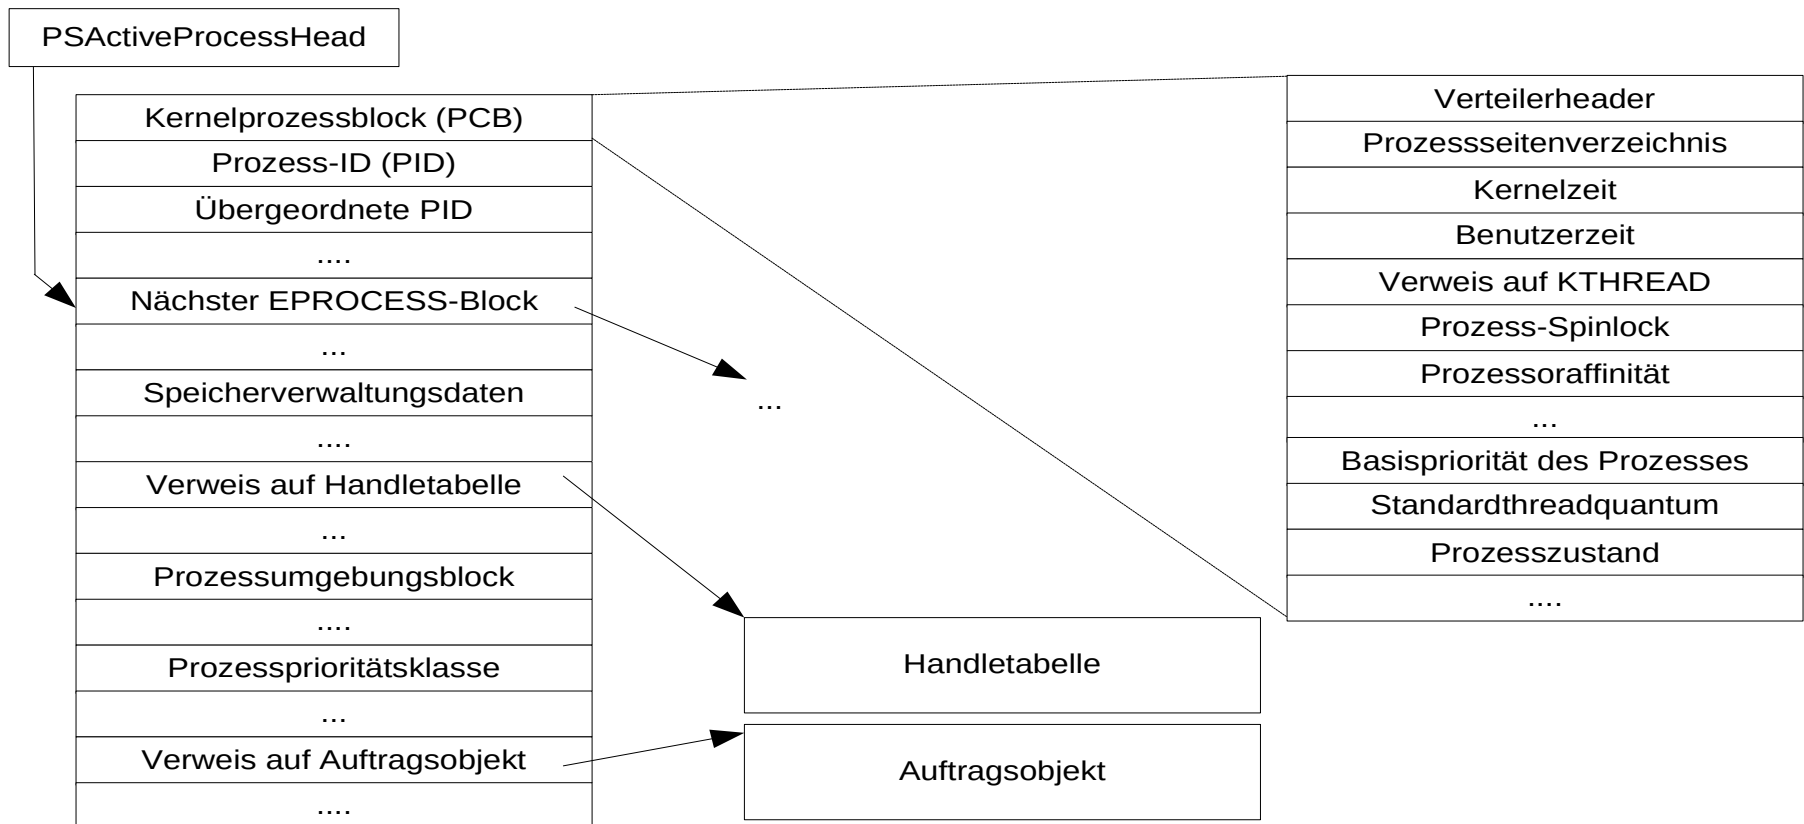 PSActiveProcessHead
Kernelprozessblock (PCB)
Prozess-ID (PID)
Übergeordnete PID
....
Nächster EPROCESS-Block
...
Speicherverwaltungsdaten
....
Verweis auf Handletabelle
...
Prozessumgebungsblock
....
Prozessprioritätsklasse
...
Verweis auf Auftragsobjekt
....
...
Handletabelle
Auftragsobjekt
Verteilerheader
Prozessseitenverzeichnis
Kernelzeit
Benutzerzeit
Verweis auf KTHREAD
Prozess-Spinlock
Prozessoraffinität
...
Basispriorität des Prozesses
Standardthreadquantum
Prozesszustand
....